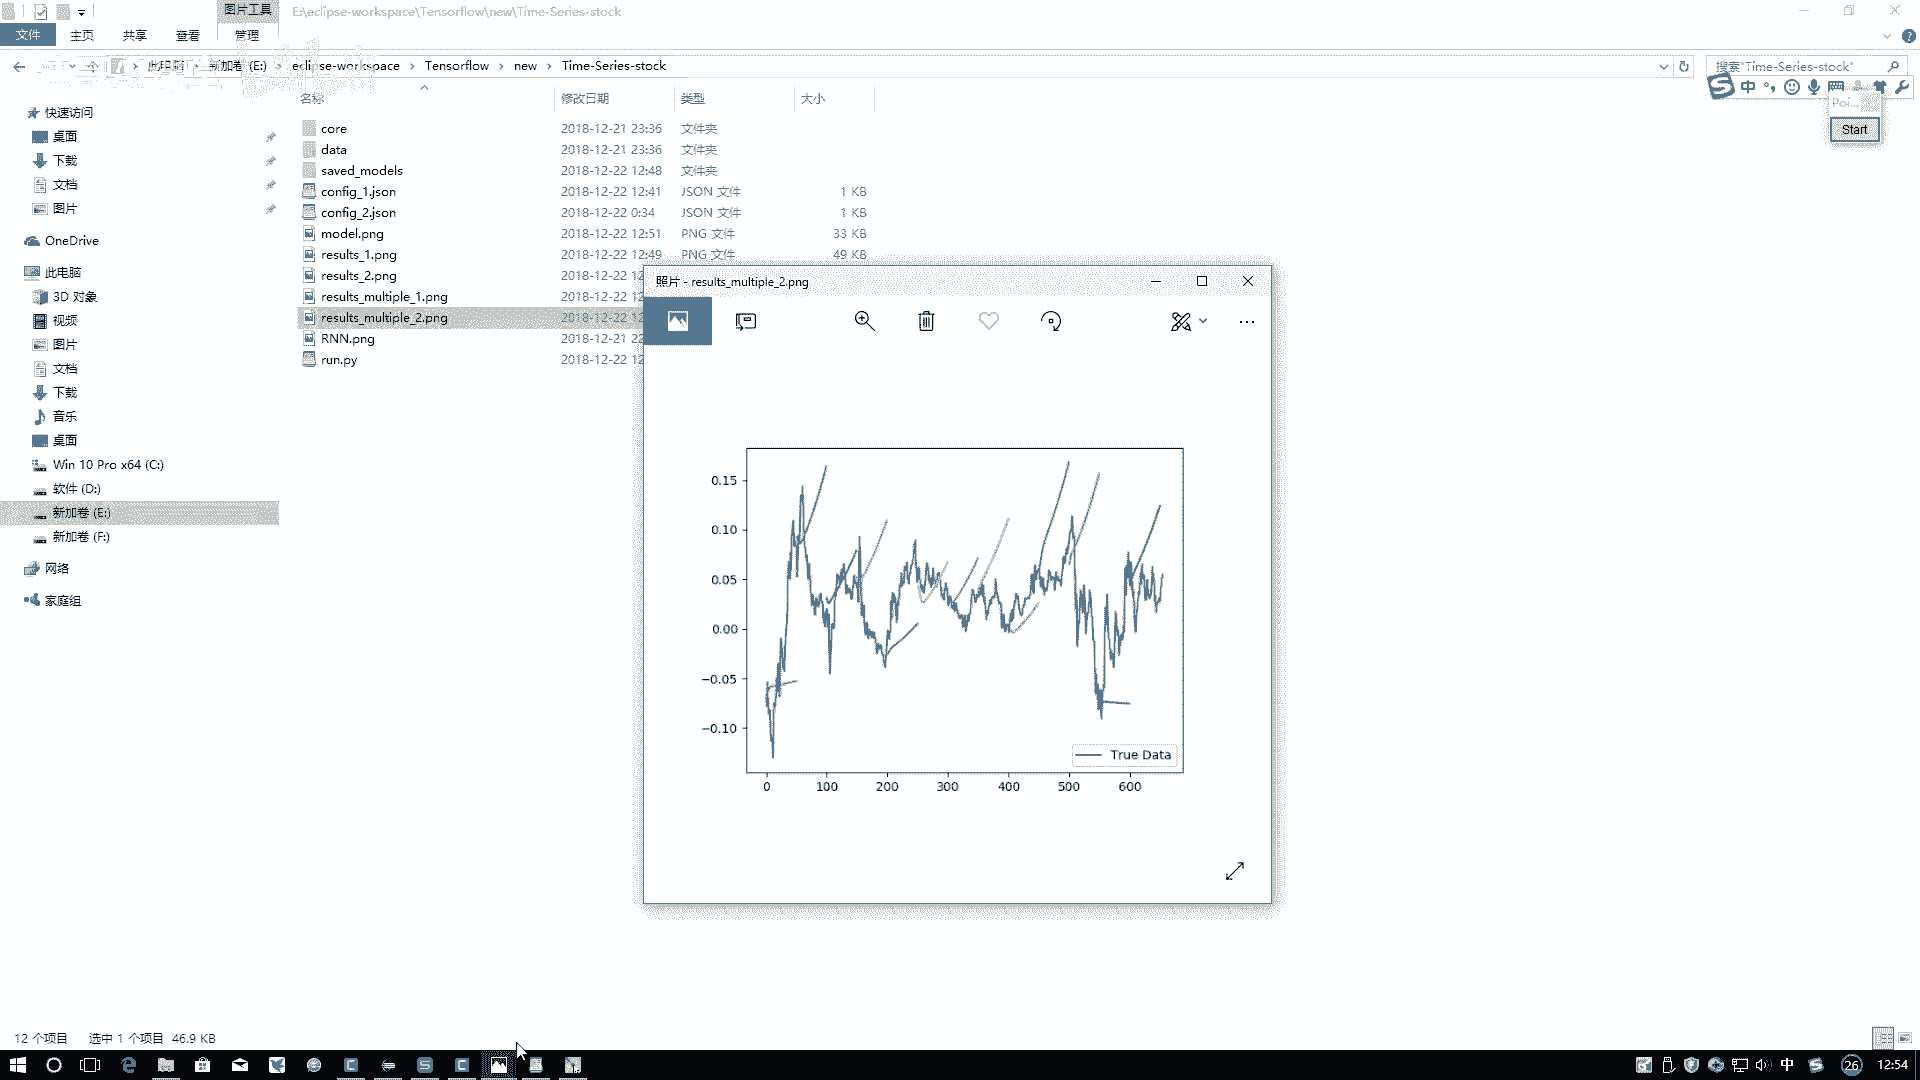 图片工具
E:\eclipse-workspace\Tensorflow\new\Time-Series-stock
文件
主页
共享
查看
管理
新加卷 (E:)
eclipse-workspace
Tensorflow
new
Time-Series-stock
搜索"Time-Series-stock"
中
Poi...
Start
名称
修改日期
类型
大小
core
2018-12-21 23:36
文件夹
data
2018-12-21 23:36
文件夹
saved_models
2018-12-22 12:48
文件夹
config_1.json
2018-12-22 12:41
JSON 文件
1 KB
config_2.json
2018-12-22 0:34
JSON 文件
1 KB
model.png
2018-12-22 12:51
PNG 文件
33 KB
results_1.png
2018-12-22 12:49
PNG 文件
49 KB
results_2.png
2018-12-22 12
results_multiple_1.png
2018-12-22 12
results_multiple_2.png
2018-12-22 12
RNN.png
2018-12-21 22
run.py
2018-12-22 12
快速访问
桌面
下载
文档
图片
OneDrive
此电脑
3D 对象
视频
图片
文档
下载
音乐
桌面
Win 10 Pro x64 (C:)
软件 (D:)
新加卷 (E:)
新加卷 (F:)
网络
家庭组
照片 - results_multiple_2.png
0.15
0.10
0.05
0.00
−0.05
−0.10
0
100
200
300
400
500
600
True Data
12 个项目
选中 1 个项目
46.9 KB
中
26
12:54